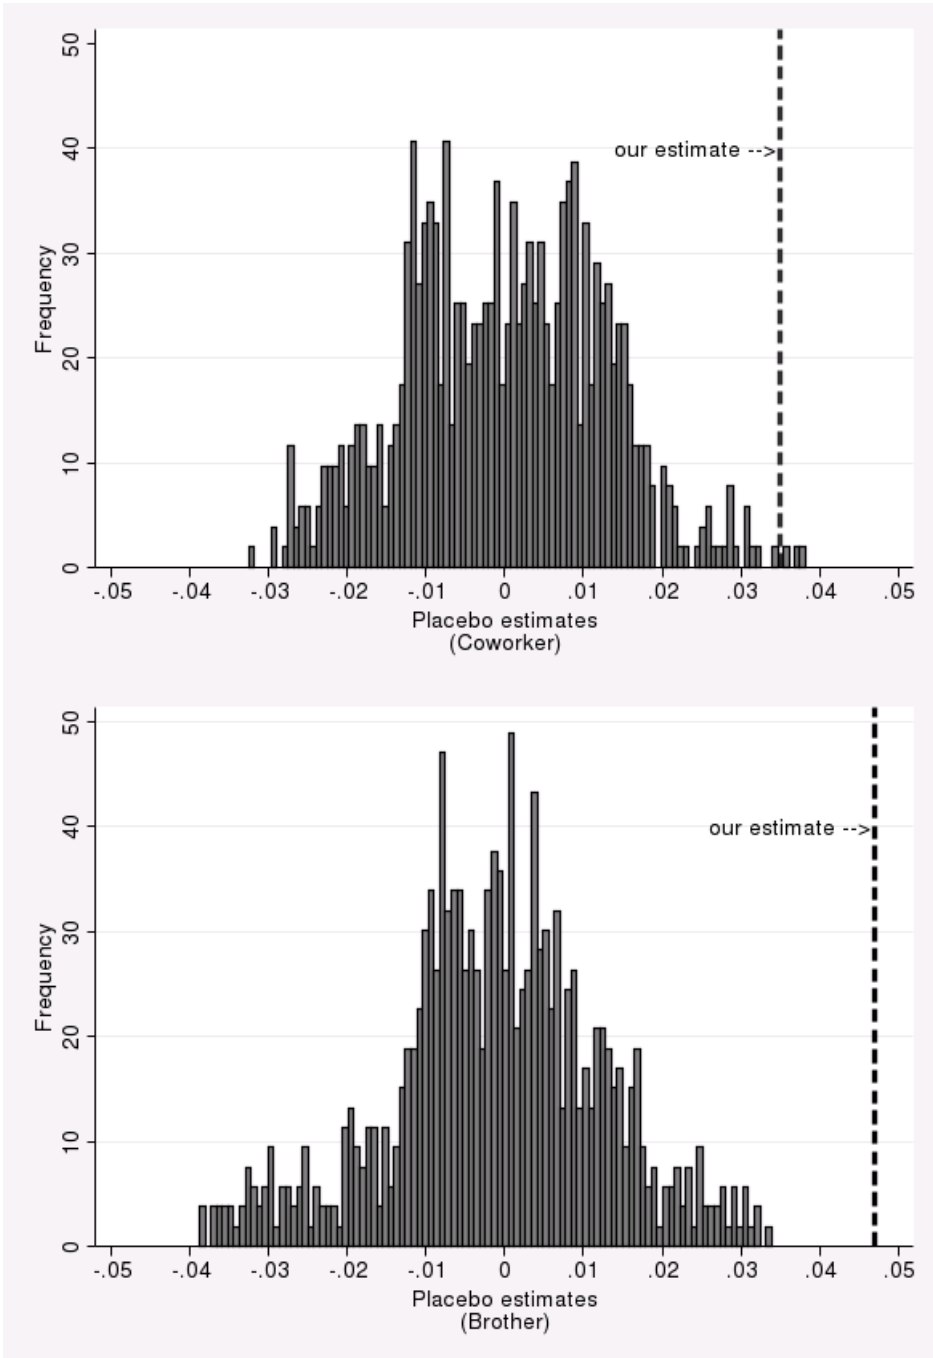 50
40
30
20
10
0
Frequency
our estimate -->
-.05 -.04 -.03 -.02 -.01 0 .01 .02 .03 .04 .05
Placebo estimates
(Coworker)
50
40
30
20
10
0
Frequency
our estimate -->
-.05 -.04 -.03 -.02 -.01 0 .01 .02 .03 .04 .05
Placebo estimates
(Brother)